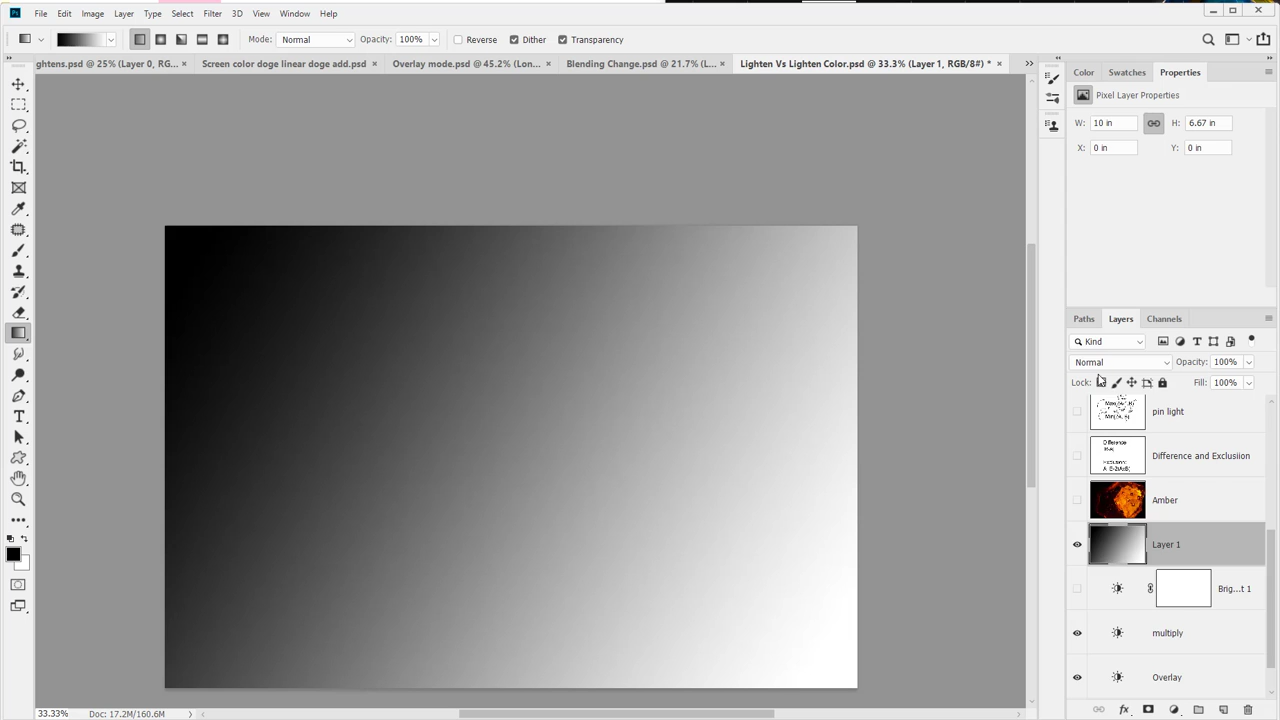 Ps File Edit Image Layer Type Select Filter 3D View Window Help
Mode: Normal Opacity: 100% Reverse Dither Transparency
ghtens.psd @ 25% (Layer 0, RG... × Screen color doge linear doge add.psd × Overlay mode.psd @ 45.2% (Lon... × Blending Change.psd @ 21.7% (L... × Lighten Vs Lighten Color.psd @ 33.3% (Layer 1, RGB/8#) * ×
Color Swatches Properties
Pixel Layer Properties
W: 10 in H: 6.67 in
X: 0 in Y: 0 in
Paths Layers Channels
Kind
Normal Opacity: 100%
Lock: Fill: 100%
pin light
Difference
Difference and Exclusiion
Amber
Layer 1
Brig...t 1
multiply
Overlay
33.33% Doc: 17.2M/160.6M